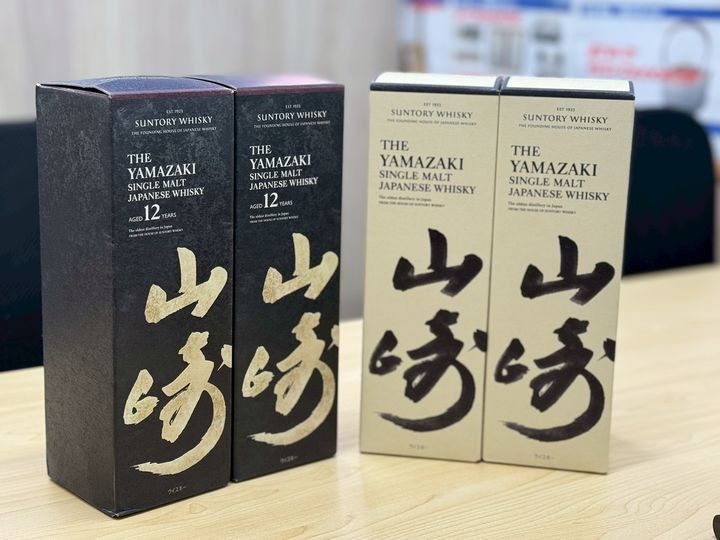 EST 1923
SUNTORY WHISKY
THE FOUNDING HOUSE OF JAPANESE WHISKY
THE
YAMAZAKI
SINGLE MALT
JAPANESE WHISKY
AGED 12 YEARS
The oldest distillery in Japan
FROM THE HOUSE OF SUNTORY WHISKY
山崎
ウイスキー
EST 1923
SUNTORY WHISKY
THE FOUNDING HOUSE OF JAPANESE WHISKY
THE
YAMAZAKI
SINGLE MALT
JAPANESE WHISKY
AGED 12 YEARS
The oldest distillery in Japan
FROM THE HOUSE OF SUNTORY WHISKY
山崎
ウイスキー
EST 1923
SUNTORY WHISKY
THE FOUNDING HOUSE OF JAPANESE WHISKY
THE
YAMAZAKI
SINGLE MALT
JAPANESE WHISKY
The oldest distillery in Japan
FROM THE HOUSE OF SUNTORY WHISKY
山崎
ウイスキー
EST 1923
SUNTORY WHISKY
THE FOUNDING HOUSE OF JAPANESE WHISKY
THE
YAMAZAKI
SINGLE MALT
JAPANESE WHISKY
The oldest distillery in Japan
FROM THE HOUSE OF SUNTORY WHISKY
山崎
ウイスキー